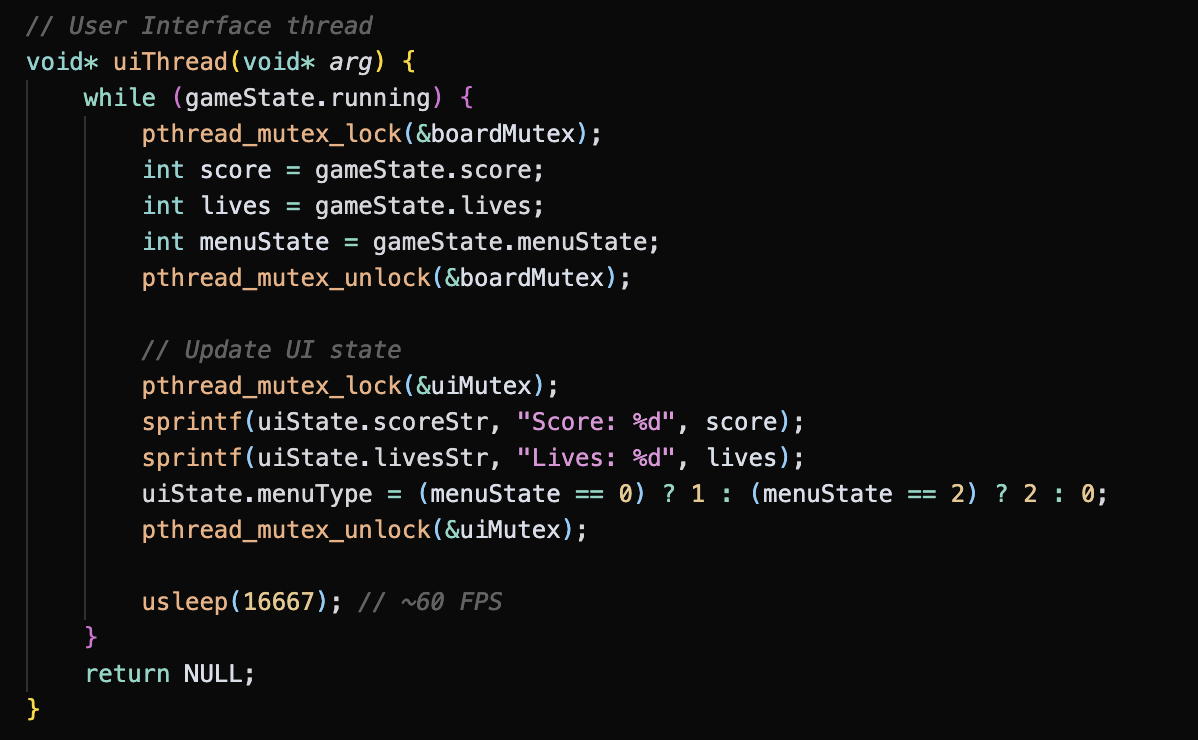 // User Interface thread
void* uiThread(void* arg) {
    while (gameState.running) {
        pthread_mutex_lock(&boardMutex);
        int score = gameState.score;
        int lives = gameState.lives;
        int menuState = gameState.menuState;
        pthread_mutex_unlock(&boardMutex);

        // Update UI state
        pthread_mutex_lock(&uiMutex);
        sprintf(uiState.scoreStr, "Score: %d", score);
        sprintf(uiState.livesStr, "Lives: %d", lives);
        uiState.menuType = (menuState == 0) ? 1 : (menuState == 2) ? 2 : 0;
        pthread_mutex_unlock(&uiMutex);

        usleep(16667); // ~60 FPS
    }
    return NULL;
}